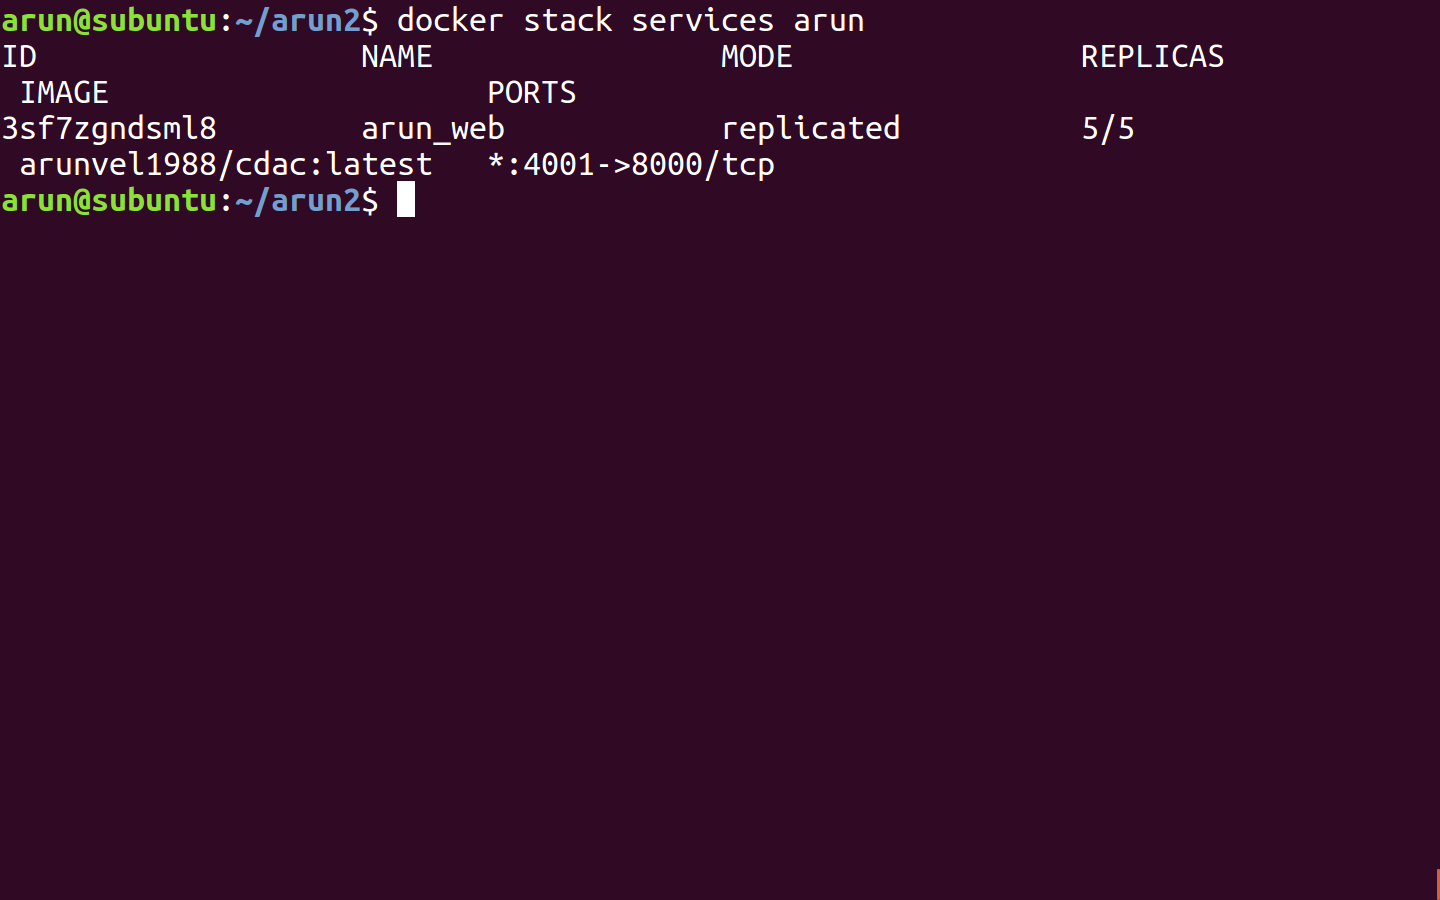 arun@subuntu:~/arun2$ docker stack services arun
ID                  NAME                MODE                REPLICAS
 IMAGE                     PORTS
3sf7zgndsml8        arun_web            replicated          5/5
 arunvel1988/cdac:latest   *:4001->8000/tcp
arun@subuntu:~/arun2$